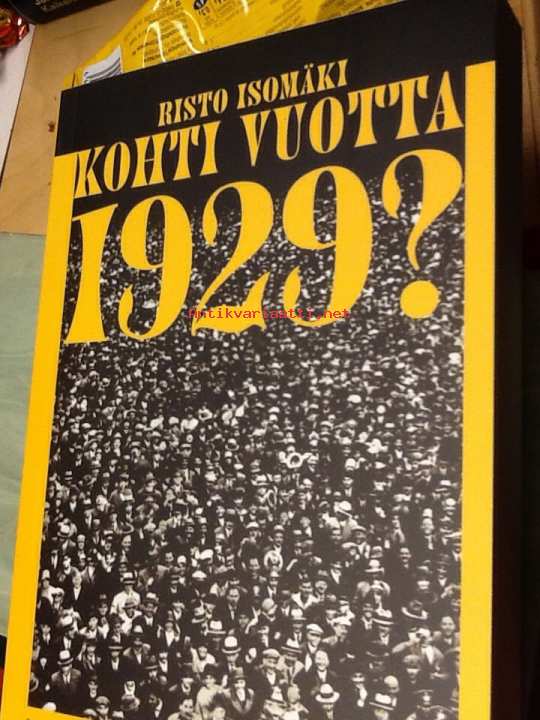 RISTO ISOMÄKI
KOHTI VUOTTA
1929?
Antikvariaatti.net